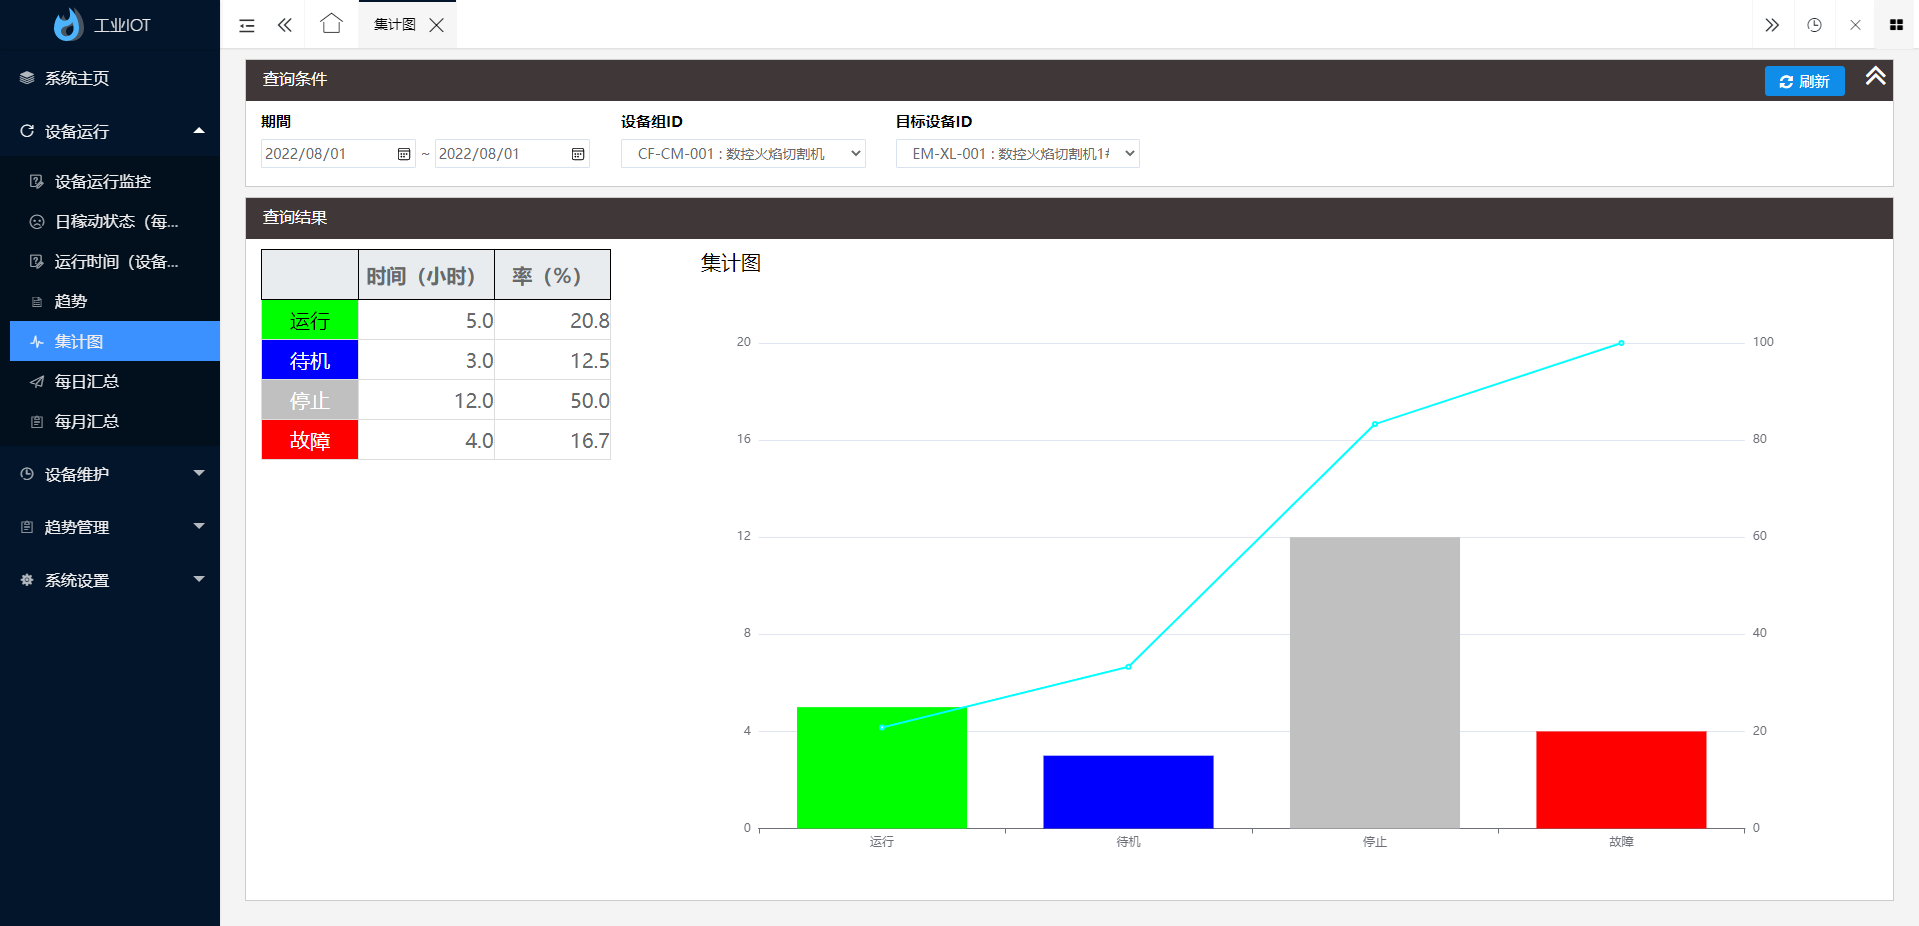 工业IOT
系统主页
设备运行
设备运行监控
日稼动状态（每...
运行时间（设备...
趋势
集计图
每日汇总
每月汇总
设备维护
趋势管理
系统设置
集计图
查询条件
刷新
期間
设备组ID
目标设备ID
2022/08/01 ~ 2022/08/01
CF-CM-001 : 数控火焰切割机
EM-XL-001 : 数控火焰切割机1#
查询结果
时间（小时） 率（%）
运行 5.0 20.8
待机 3.0 12.5
停止 12.0 50.0
故障 4.0 16.7
集计图
20 100
16 80
12 60
8 40
4 20
0 0
运行 待机 停止 故障